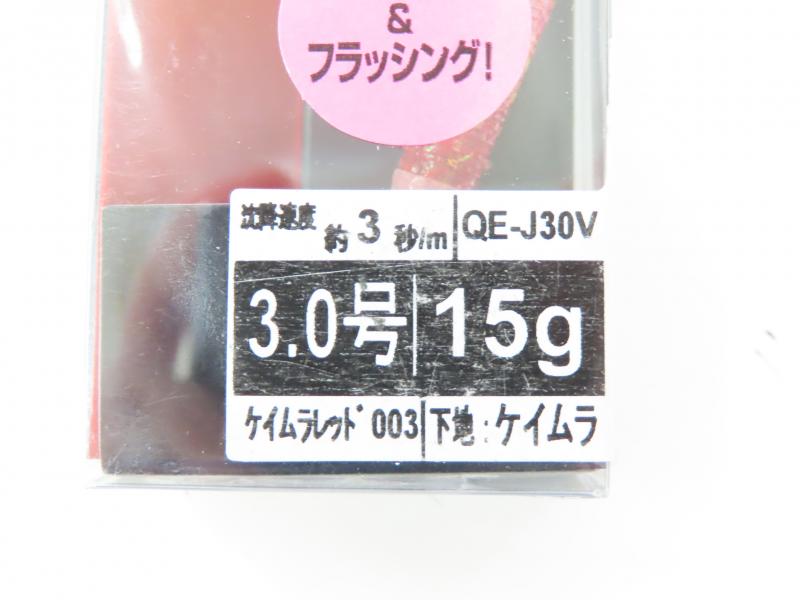 &
フラッシング!
沈降速度 約3秒/m QE-J30V
3.0号 15g
ケイムラレッド 003 下地:ケイムラ